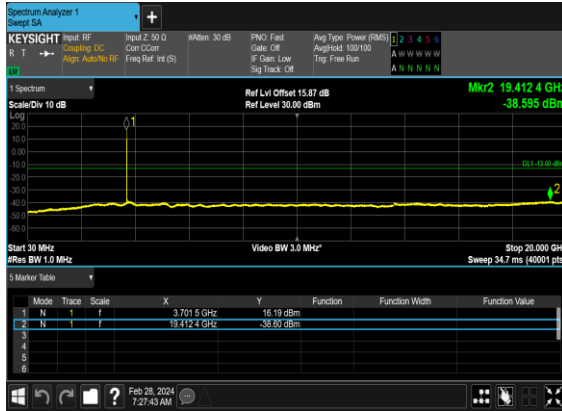 Spectrum Analyzer 1
Swept SA
+
KEYSIGHT Input: RF Input Z: 50 Ω #Atten: 30 dB PNO: Fast Avg Type: Power (RMS) 1 2 3 4 5 6
R T Coupling: DC Corr CCorr Gate: Off Avg|Hold: 100/100 A W W W W W
Align: Auto/No RF Freq Ref: Int (S) IF Gain: Low Trig: Free Run
LU Sig Track: Off A N N N N N
1 Spectrum Ref Lvl Offset 15.87 dB Mkr2 19.412 4 GHz
Scale/Div 10 dB Ref Level 30.00 dBm -38.595 dBm
Log
1
20.0
10.0
0.00
-10.0 DL1 -13.00 dBm
-20.0
-30.0 2
-40.0
-50.0
-60.0
Start 30 MHz Video BW 3.0 MHz* Stop 20.000 GH
#Res BW 1.0 MHz Sweep 34.7 ms (40001 pts
5 Marker Table
Mode Trace Scale X Y Function Function Width Function Value
1 N 1 f 3.701 5 GHz 16.19 dBm
2 N 1 f 19.412 4 GHz -38.60 dBm
3
4
5
6
? Feb 28, 2024
7:27:43 AM